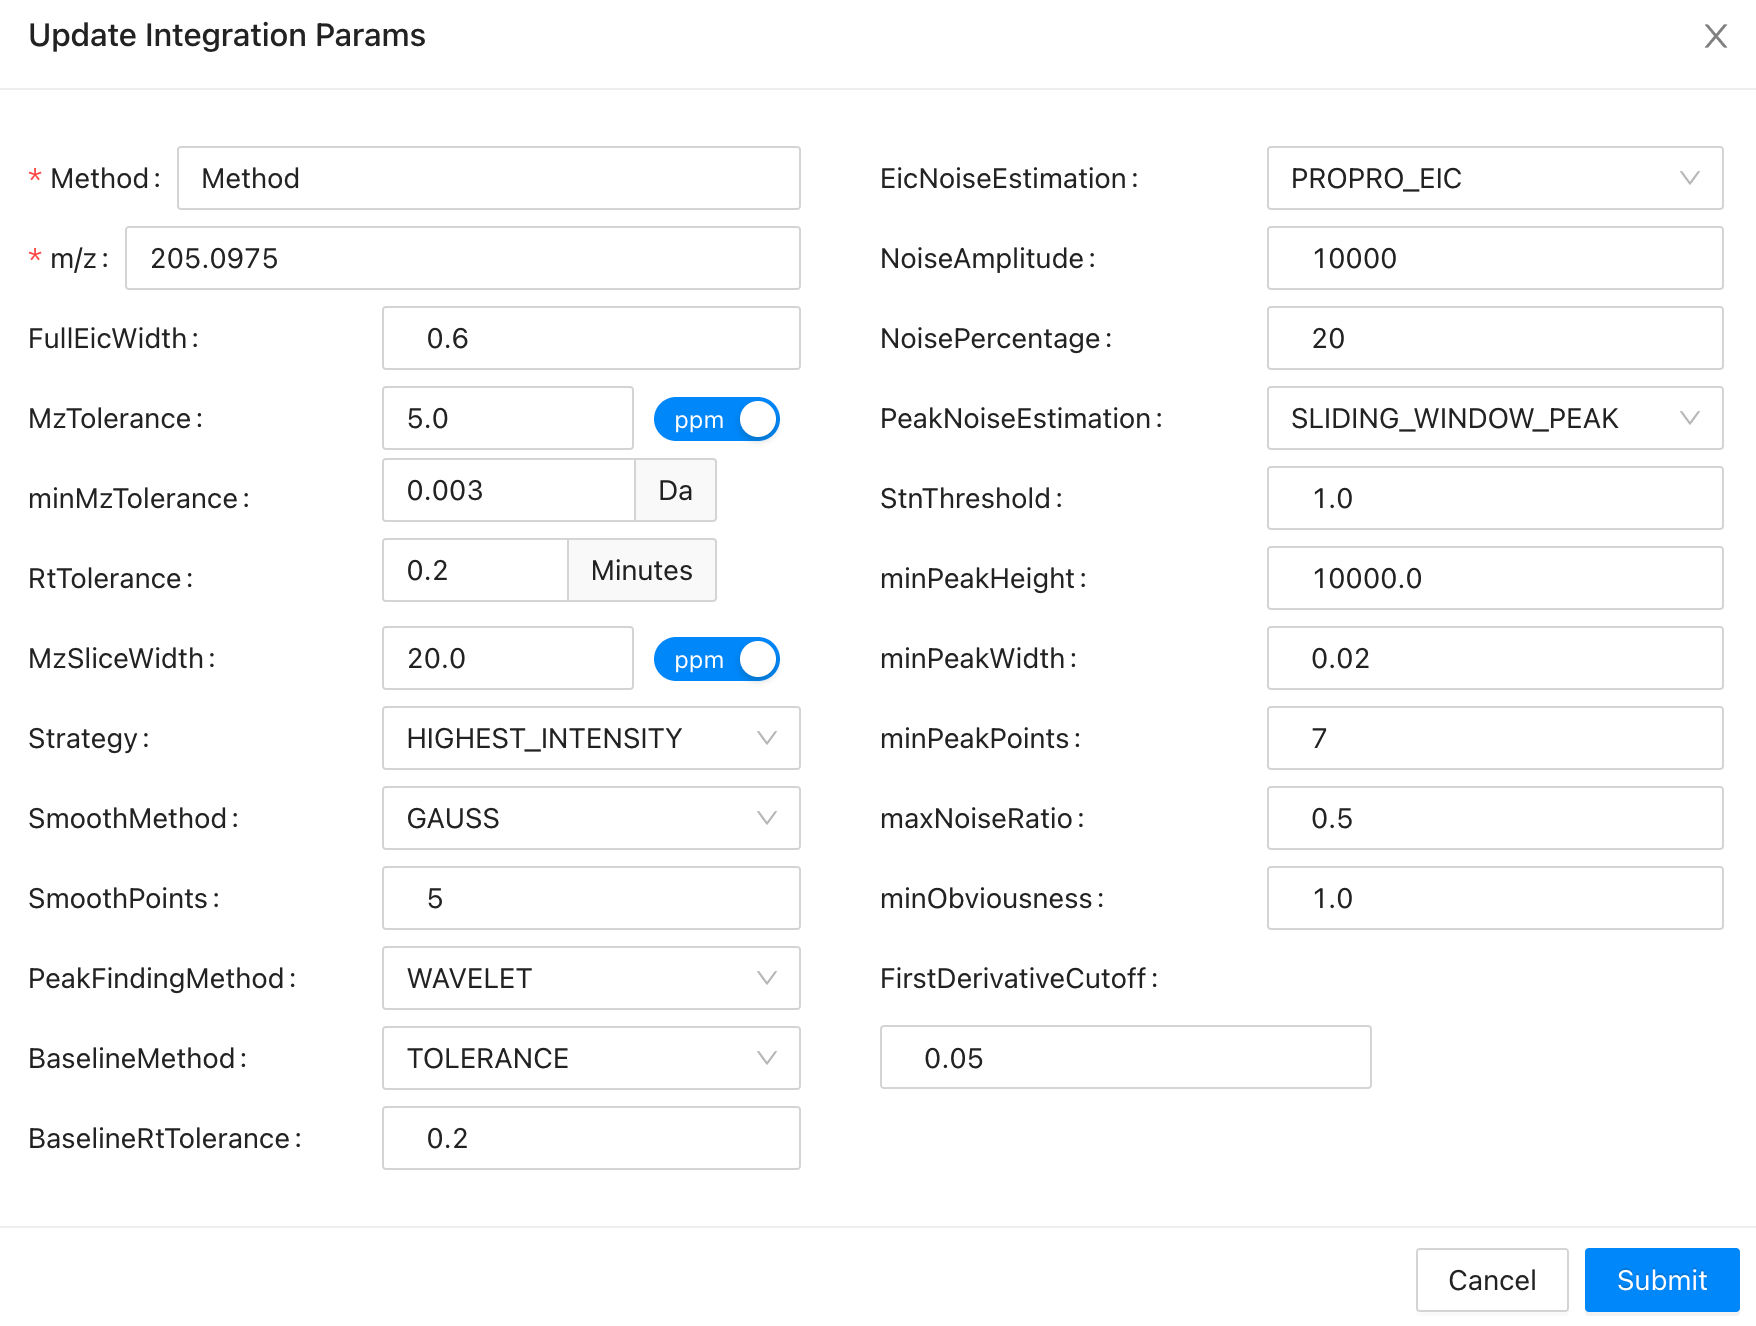 Update Integration Params
* Method: Method
* m/z: 205.0975
FullEicWidth: 0.6
MzTolerance: 5.0 ppm
minMzTolerance: 0.003 Da
RtTolerance: 0.2 Minutes
MzSliceWidth: 20.0 ppm
Strategy: HIGHEST_INTENSITY
SmoothMethod: GAUSS
SmoothPoints: 5
PeakFindingMethod: WAVELET
BaselineMethod: TOLERANCE
BaselineRtTolerance: 0.2
EicNoiseEstimation: PROPRO_EIC
NoiseAmplitude: 10000
NoisePercentage: 20
PeakNoiseEstimation: SLIDING_WINDOW_PEAK
StnThreshold: 1.0
minPeakHeight: 10000.0
minPeakWidth: 0.02
minPeakPoints: 7
maxNoiseRatio: 0.5
minObviousness: 1.0
FirstDerivativeCutoff:
0.05
Cancel Submit